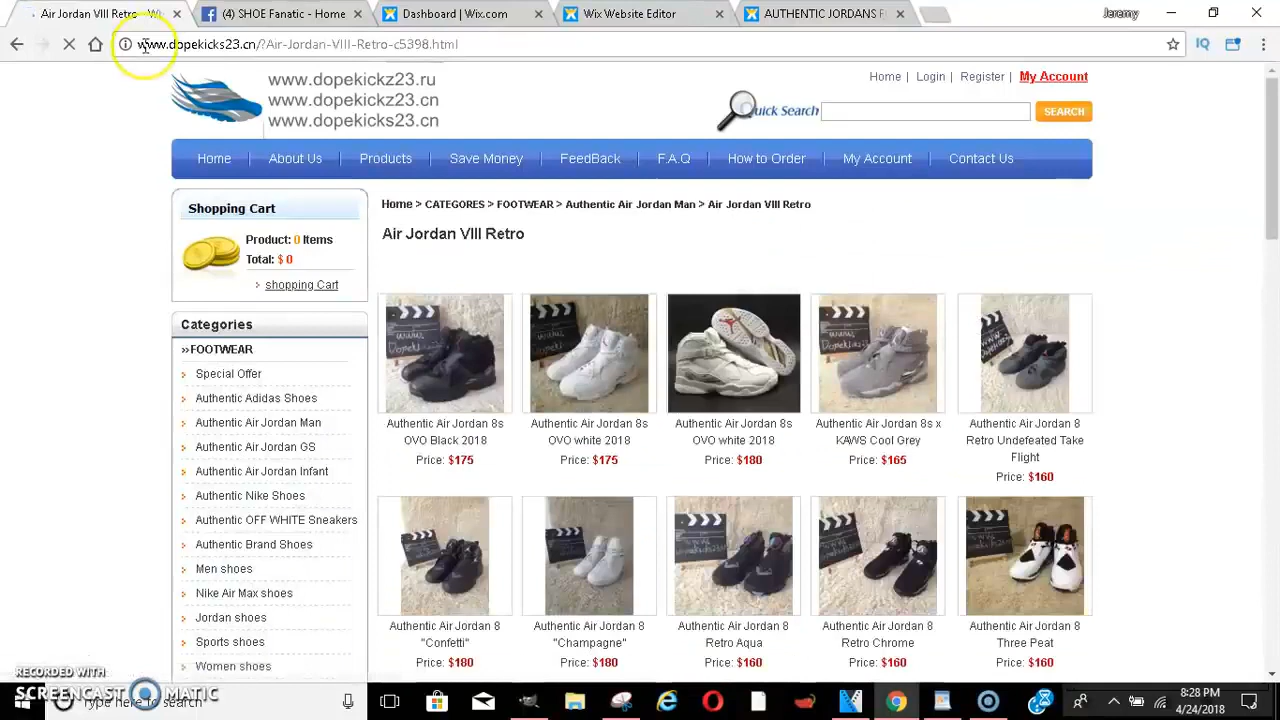 Air Jordan VIII Retro - Wh
(4) SHOE Fanatic - Home
Dashboard | Wix.com
Wix Website Editor
AUTHENTIC JORDANS F
Jeremy
www.dopekicks23.cn/?Air-Jordan-VIII-Retro-c5398.html
www.dopekickz23.ru
www.dopekickz23.cn
www.dopekicks23.cn
Home | Login | Register | My Account
Quick Search
SEARCH
Home
About Us
Products
Save Money
FeedBack
F.A.Q
How to Order
My Account
Contact Us
Shopping Cart
Product: 0 Items
Total: $ 0
shopping Cart
Categories
»FOOTWEAR
Special Offer
Authentic Adidas Shoes
Authentic Air Jordan Man
Authentic Air Jordan GS
Authentic Air Jordan Infant
Authentic Nike Shoes
Authentic OFF WHITE Sneakers
Authentic Brand Shoes
Men shoes
Nike Air Max shoes
Jordan shoes
Sports shoes
Women shoes
Home > CATEGORES > FOOTWEAR > Authentic Air Jordan Man > Air Jordan VIII Retro
Air Jordan VIII Retro
Authentic Air Jordan 8s
OVO Black 2018
Price: $175
Authentic Air Jordan 8s
OVO white 2018
Price: $175
Authentic Air Jordan 8s
OVO white 2018
Price: $180
Authentic Air Jordan 8s x
KAWS Cool Grey
Price: $165
Authentic Air Jordan 8
Retro Undefeated Take
Flight
Price: $160
Authentic Air Jordan 8
"Confetti"
Price: $180
Authentic Air Jordan 8
"Champagne"
Price: $180
Authentic Air Jordan 8
Retro Aqua
Price: $160
Authentic Air Jordan 8
Retro Chrome
Price: $160
Authentic Air Jordan 8
Three Peat
Price: $160
RECORDED WITH
SCREENCAST MATIC
Type here to search
8:28 PM
4/24/2018